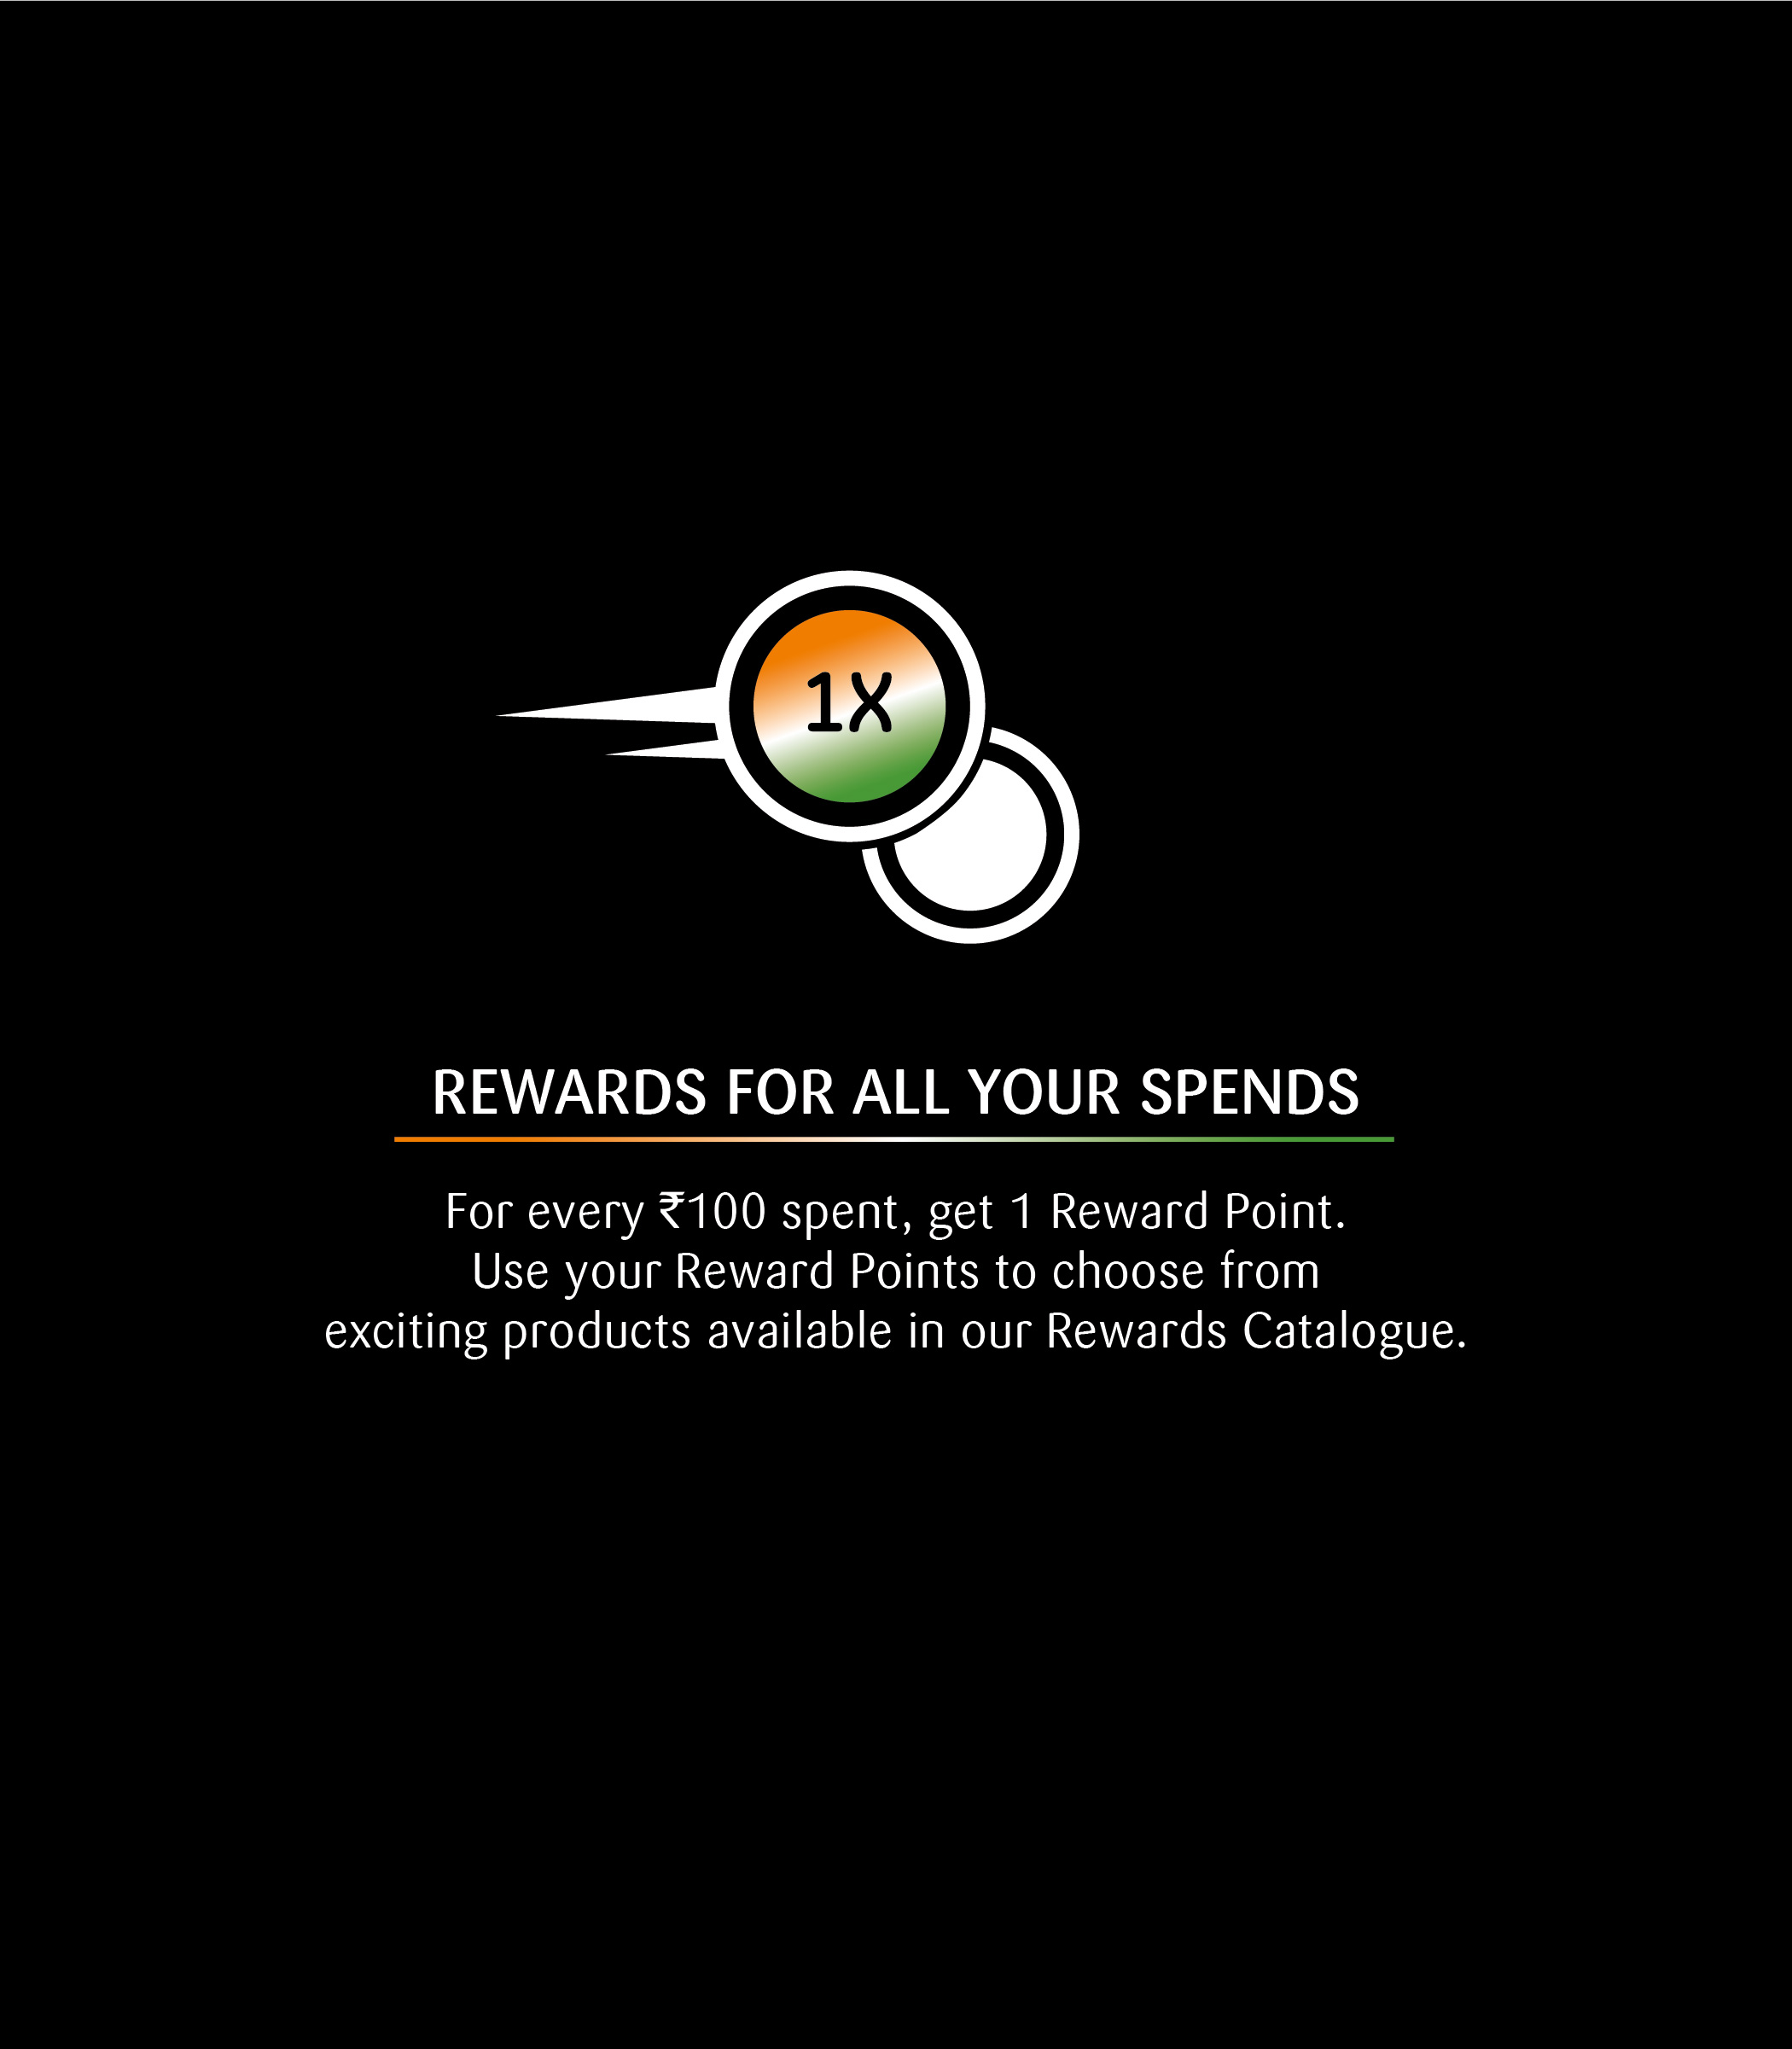 1X
REWARDS FOR ALL YOUR SPENDS
For every ₹100 spent, get 1 Reward Point.
Use your Reward Points to choose from
exciting products available in our Rewards Catalogue.